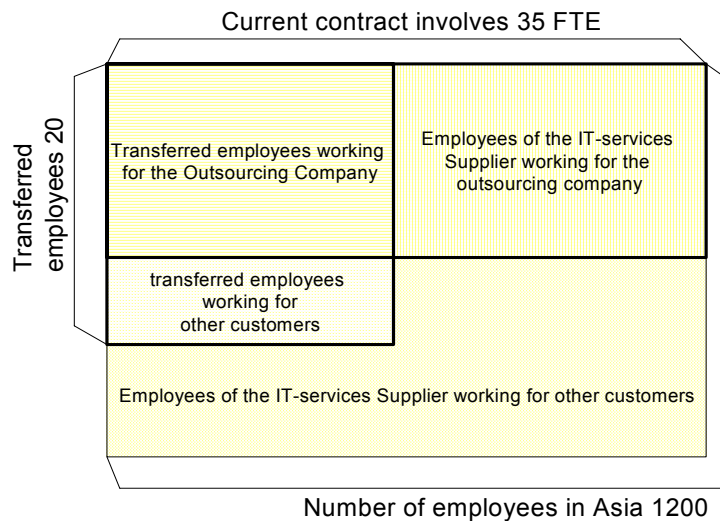 Current contract involves 35 FTE
Transferred
employees 20
Transferred employees working
for the Outsourcing Company
Employees of the IT-services
Supplier working for the
outsourcing company
transferred employees
working for
other customers
Employees of the IT-services Supplier working for other customers
Number of employees in Asia 1200